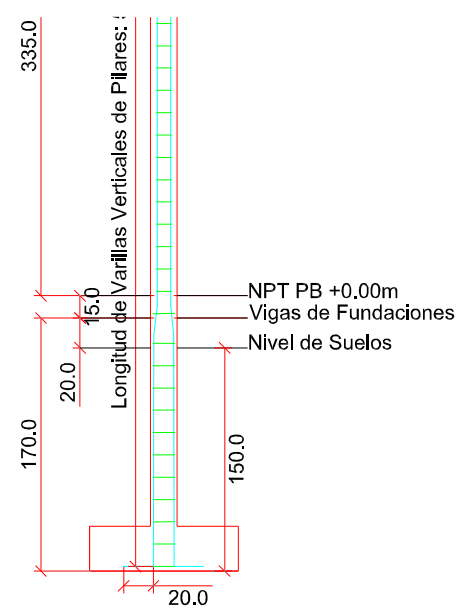 335.0
Longitud de Varillas Verticales de Pilares:
NPT PB +0.00m
15.0
Vigas de Fundaciones
Nivel de Suelos
20.0
170.0
150.0
20.0